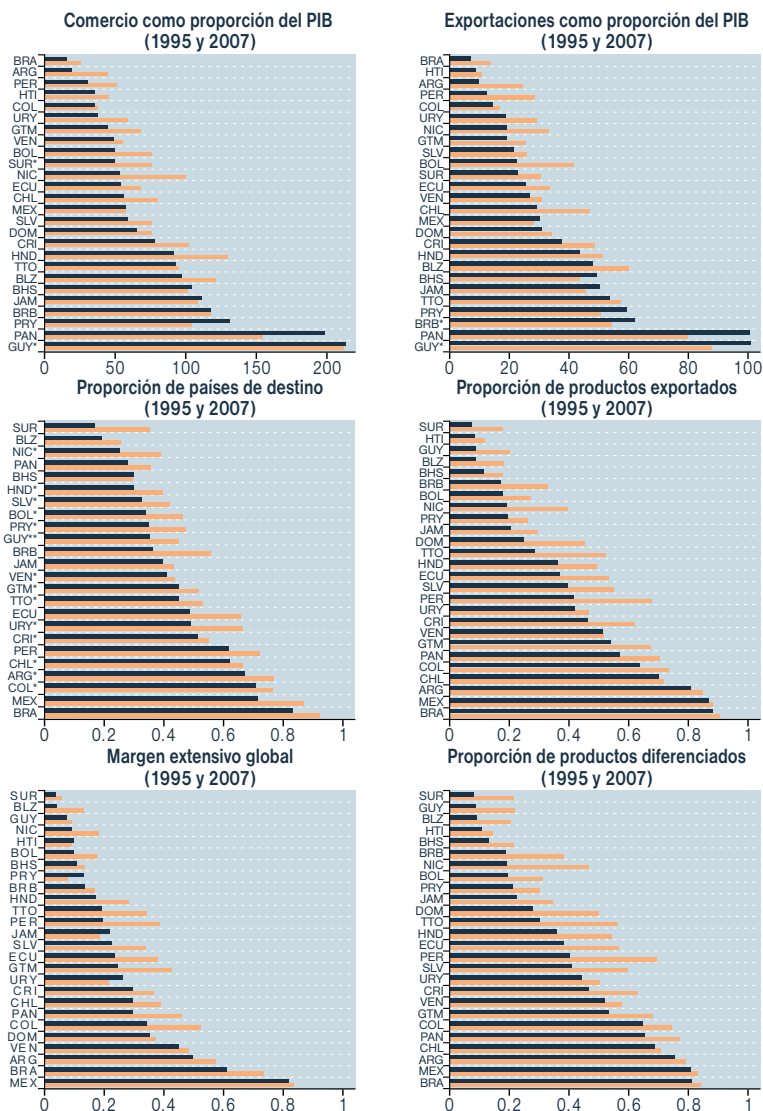 Comercio como proporción del PIB
(1995 y 2007)
BRA
ARG
PER
HTI
COL
URY
GTM
VEN
BOL
SUR*
NIC
ECU
CHL
MEX
SLV
DOM
CRI
HND
TTO
BLZ
BHS
JAM
BRB
PRY
PAN
GUY*
0 50 100 150 200
Exportaciones como proporción del PIB
(1995 y 2007)
BRA
HTI
ARG
PER
COL
URY
NIC
GTM
SLV
BOL
SUR
ECU
VEN
CHL
MEX
DOM
CRI
HND
BLZ
BHS
JAM
TTO
PRY
BRB*
PAN
GUY*
0 20 40 60 80 100
Proporción de países de destino
(1995 y 2007)
SUR
BLZ
NIC*
PAN
BHS
HND*
SLV*
BOL*
PRY*
GUY**
BRB
JAM
VEN*
GTM*
TTO*
ECU
URY*
CRI*
PER
CHL*
ARG*
COL*
MEX
BRA
0 0.2 0.4 0.6 0.8 1
Proporción de productos exportados
(1995 y 2007)
SUR
HTI
GUY
BLZ
BHS
BRB
BOL
NIC
PRY
JAM
DOM
TTO
HND
ECU
SLV
PER
URY
CRI
VEN
GTM
PAN
COL
CHL
ARG
MEX
BRA
0 0.2 0.4 0.6 0.8 1
Margen extensivo global
(1995 y 2007)
SUR
BLZ
GUY
NIC
HTI
BOL
BHS
PRY
BRB
HND
TTO
PER
JAM
SLV
ECU
GTM
URY
CRI
CHL
PAN
COL
DOM
VEN
ARG
BRA
MEX
0 0.2 0.4 0.6 0.8 1
Proporción de productos diferenciados
(1995 y 2007)
SUR
GUY
BLZ
HTI
BHS
BRB
NIC
BOL
PRY
JAM
DOM
TTO
HND
ECU
PER
SLV
URY
CRI
VEN
GTM
COL
PAN
CHL
ARG
MEX
BRA
0 0.2 0.4 0.6 0.8 1